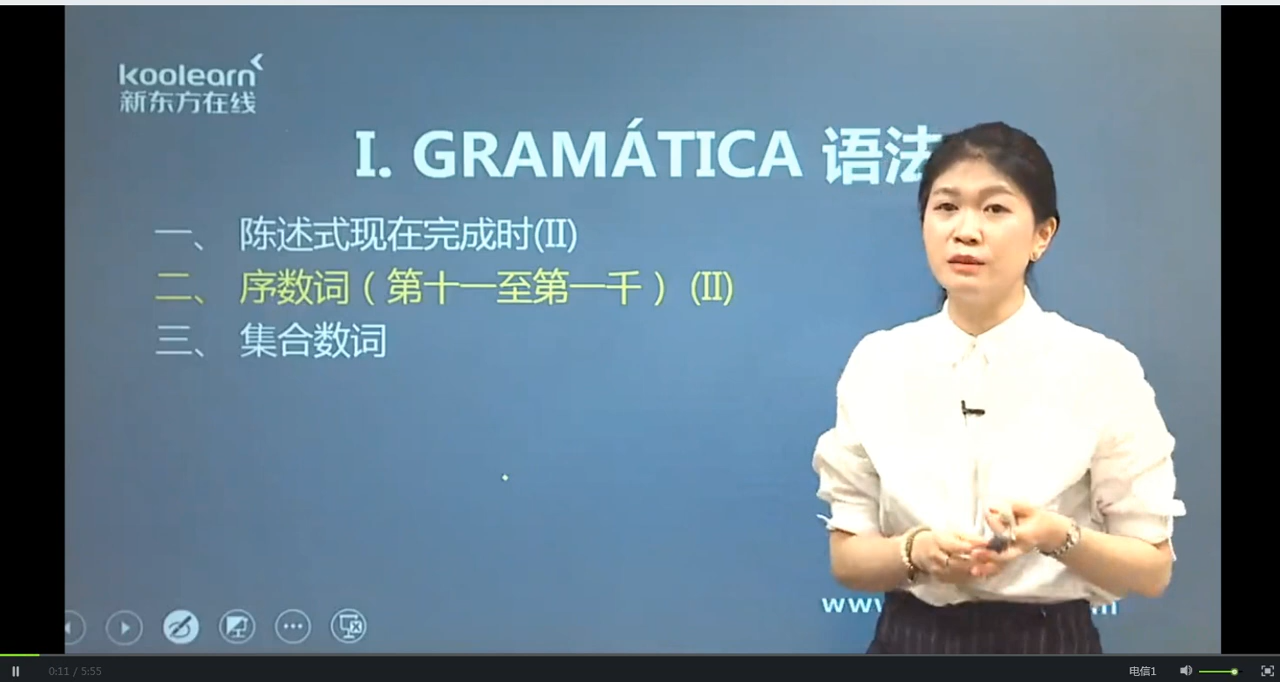 koolearn
新东方在线
I. GRAMÁTICA 语法
一、 陈述式现在完成时(II)
二、 序数词（第十一至第一千）(II)
三、 集合数词
0:11 / 5:55
电信1